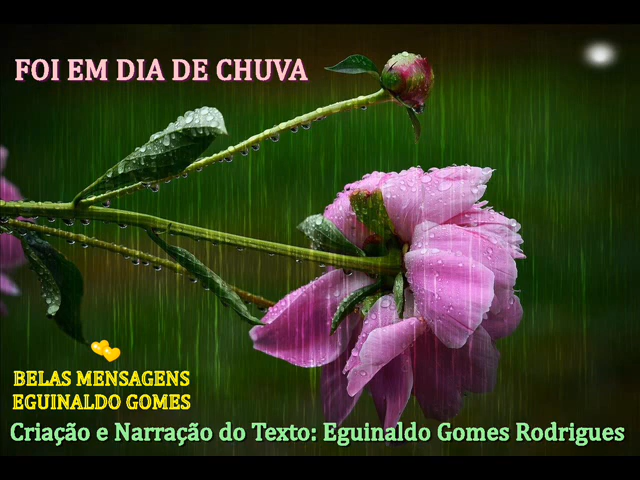 FOI EM DIA DE CHUVA
BELAS MENSAGENS
EGUINALDO GOMES
Criação e Narração do Texto: Eguinaldo Gomes Rodrigues